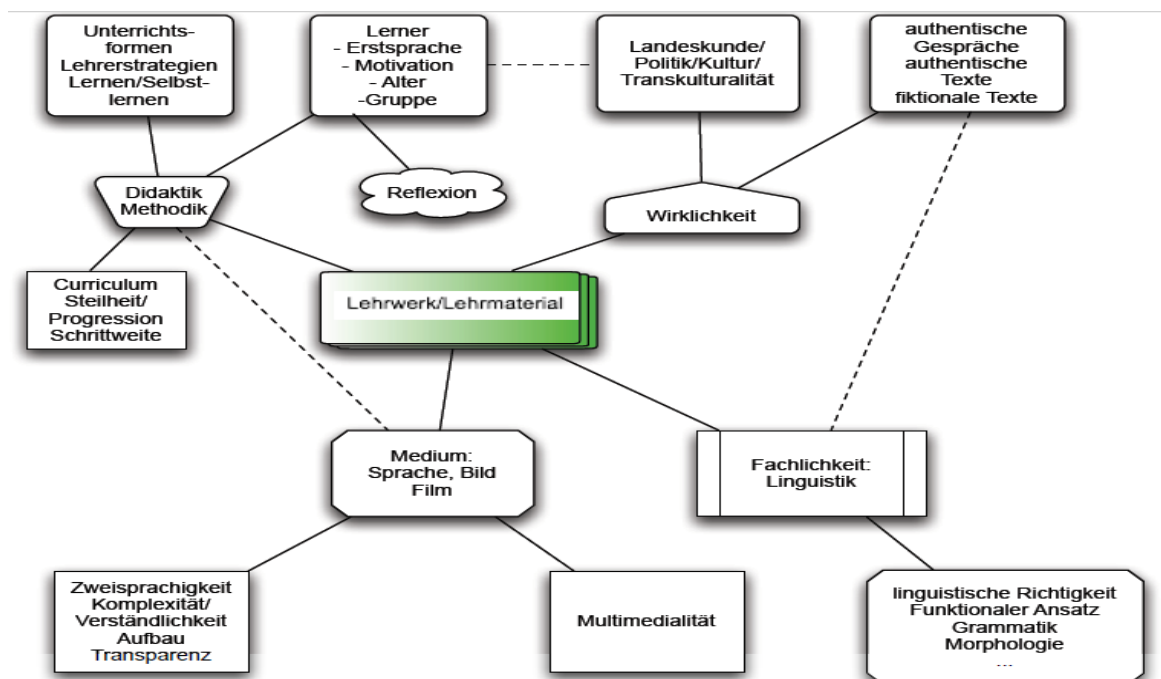 Unterrichts-
formen
Lehrerstrategien
Lernen/Selbst-
lernen
Lerner
- Erstsprache
- Motivation
- Alter
-Gruppe
Landeskunde/
Politik/Kultur/
Transkulturalität
authentische
Gespräche
authentische
Texte
fiktionale Texte
Didaktik
Methodik
Reflexion
Wirklichkeit
Curriculum
Steilheit/
Progression
Schrittweite
Lehrwerk/Lehrmaterial
Medium:
Sprache, Bild
Film
Fachlichkeit:
Linguistik
Zweisprachigkeit
Komplexität/
Verständlichkeit
Aufbau
Transparenz
Multimedialität
linguistische Richtigkeit
Funktionaler Ansatz
Grammatik
Morphologie
...